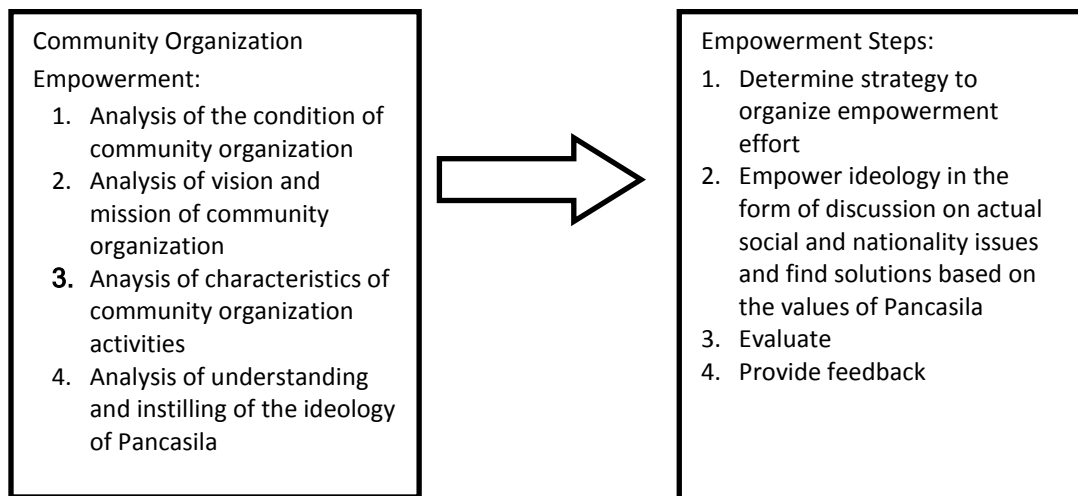 Community Organization
Empowerment:
1. Analysis of the condition of
community organization
2. Analysis of vision and
mission of community
organization
3. Anaysis of characteristics of
community organization
activities
4. Analysis of understanding
and instilling of the ideology
of Pancasila
Empowerment Steps:
1. Determine strategy to
organize empowerment
effort
2. Empower ideology in the
form of discussion on actual
social and nationality issues
and find solutions based on
the values of Pancasila
3. Evaluate
4. Provide feedback